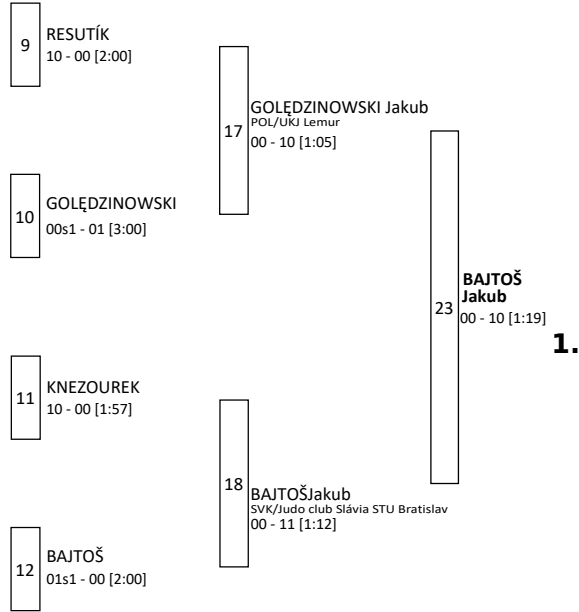 9
RESUTÍK
10 - 00 [2:00]
10
GOLĘDZINOWSKI
00s1 - 01 [3:00]
11
KNEZOUREK
10 - 00 [1:57]
12
BAJTOŠ
01s1 - 00 [2:00]
17
GOLĘDZINOWSKI Jakub
POL/UKJ Lemur
00 - 10 [1:05]
18
BAJTOŠJakub
SVK/Judo club Slávia STU Bratislav
00 - 11 [1:12]
23
BAJTOŠ
Jakub
00 - 10 [1:19]
1.